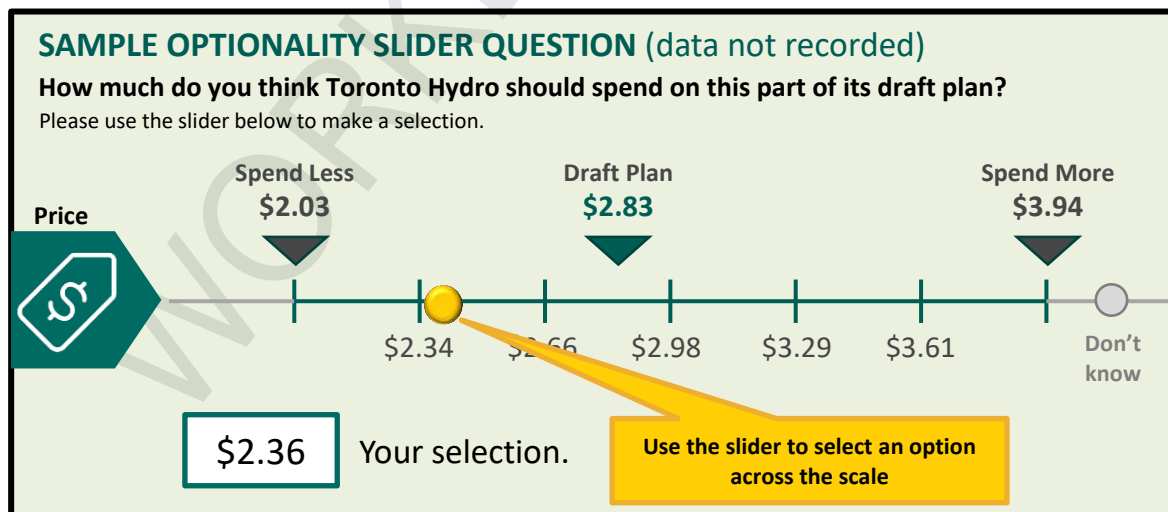 SAMPLE OPTIONALITY SLIDER QUESTION (data not recorded)
How much do you think Toronto Hydro should spend on this part of its draft plan?
Please use the slider below to make a selection.
Spend Less
$2.03
Draft Plan
$2.83
Spend More
$3.94
Price
$
$2.34
$2.66
$2.98
$3.29
$3.61
Don't
know
$2.36
Your selection.
Use the slider to select an option
across the scale
WORK